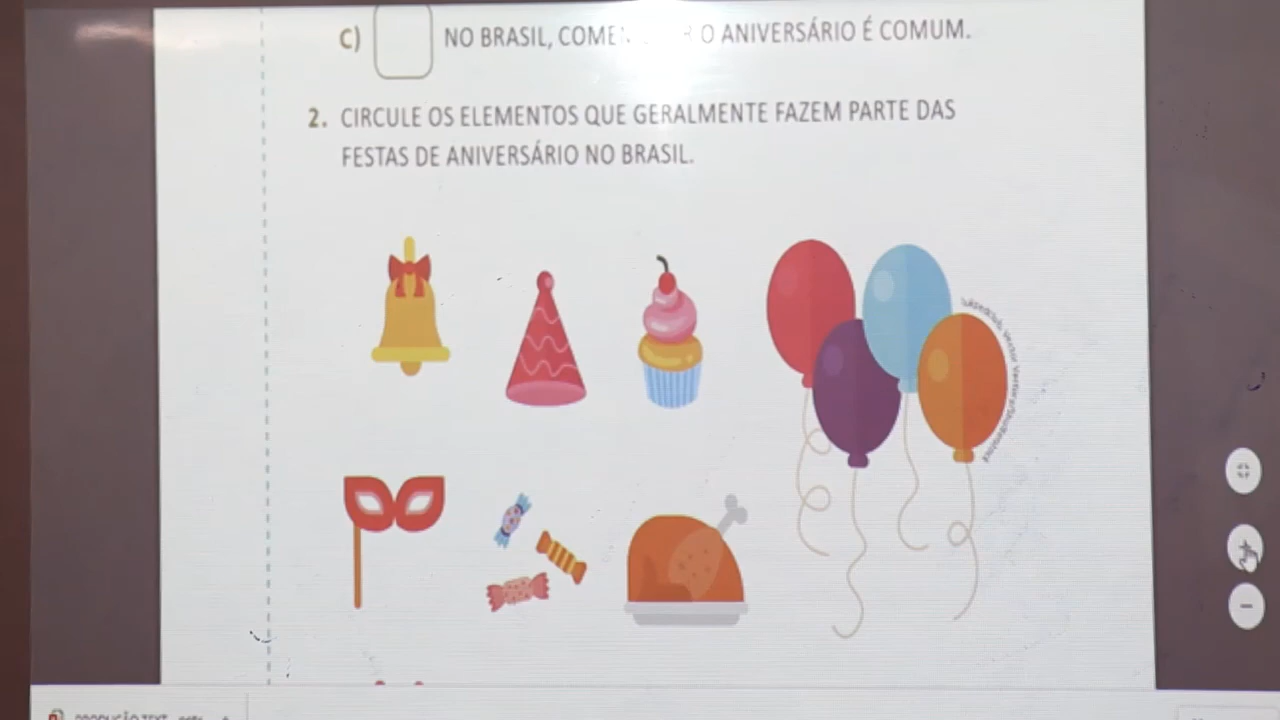 C) NO BRASIL, O ANIVERSÁRIO É COMUM.
2. CIRCULE OS ELEMENTOS QUE GERALMENTE FAZEM PARTE DAS
FESTAS DE ANIVERSÁRIO NO BRASIL.